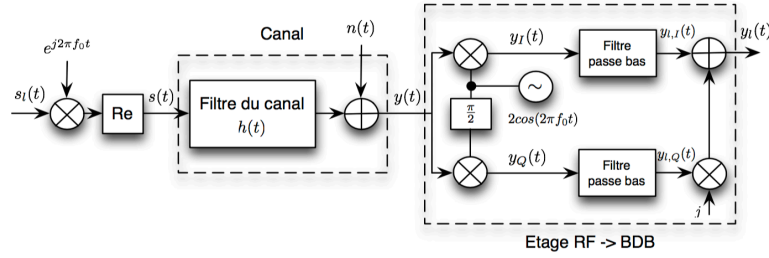 Canal
n(t)
e^{j2πf_0t}
s_l(t)
Re
s(t)
Filtre du canal
h(t)
y(t)
y_I(t)
Filtre
passe bas
y_{l,I}(t)
y_l(t)
π/2
~
2cos(2πf_0t)
y_Q(t)
Filtre
passe bas
y_{l,Q}(t)
j
Etage RF -> BDB